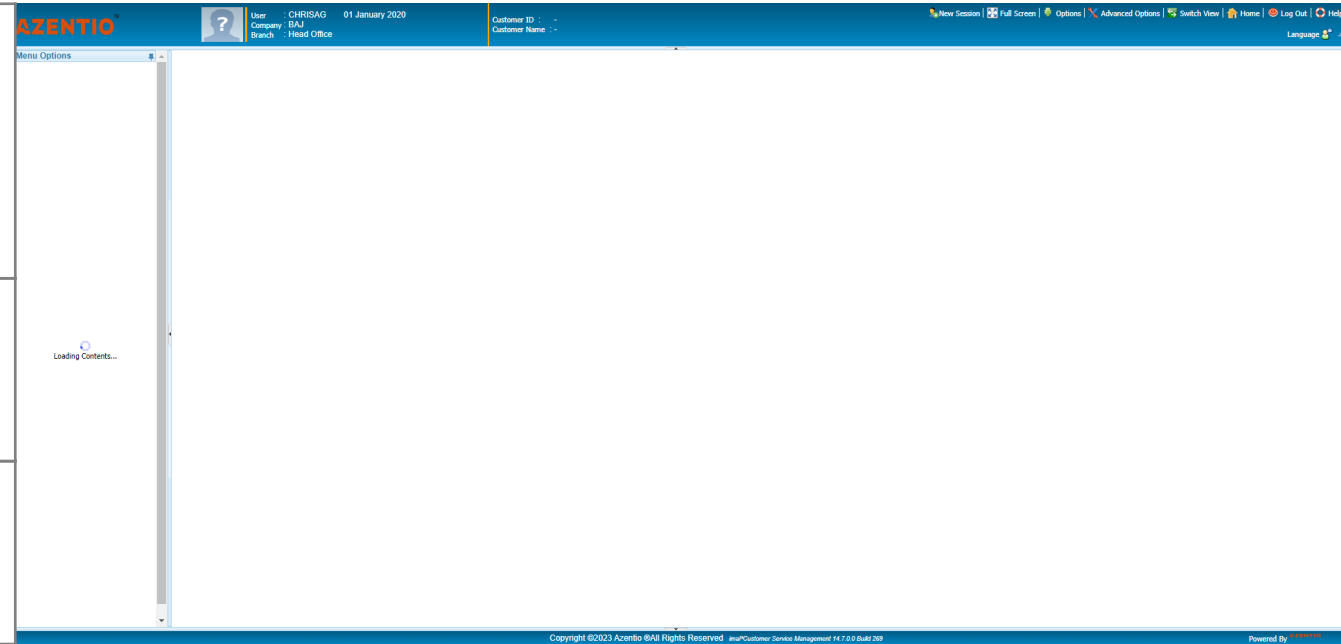 AZENTIO™
User : CHRISAG 01 January 2020
Company : BAJ
Branch : Head Office
Customer ID : -
Customer Name : -
New Session | Full Screen | Options | Advanced Options | Switch View | Home | Log Out | Help
Language
Menu Options
Loading Contents...
Copyright ©2023 Azentio ®All Rights Reserved imal®Customer Service Management 14.7.0.0 Build 269
Powered By AZENTIO